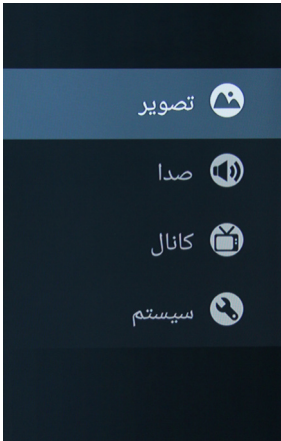 تصویر
صدا
کانال
سیستم